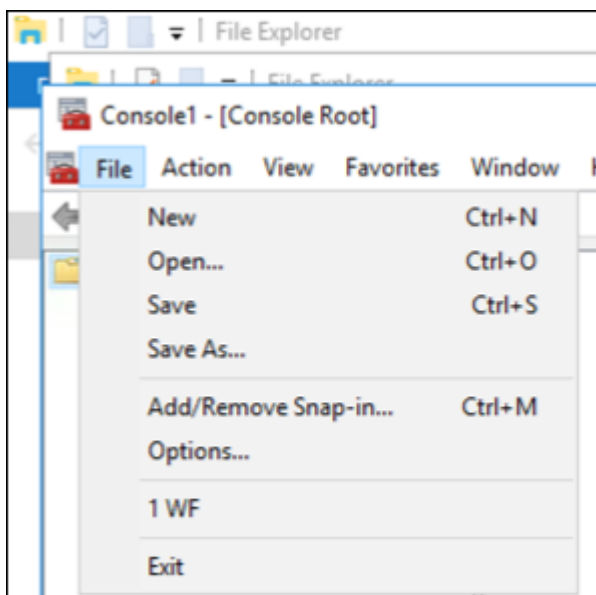 File Explorer
File Explorer
Console1 - [Console Root]
File Action View Favorites Window
New Ctrl+N
Open... Ctrl+O
Save Ctrl+S
Save As...
Add/Remove Snap-in... Ctrl+M
Options...
1 WF
Exit